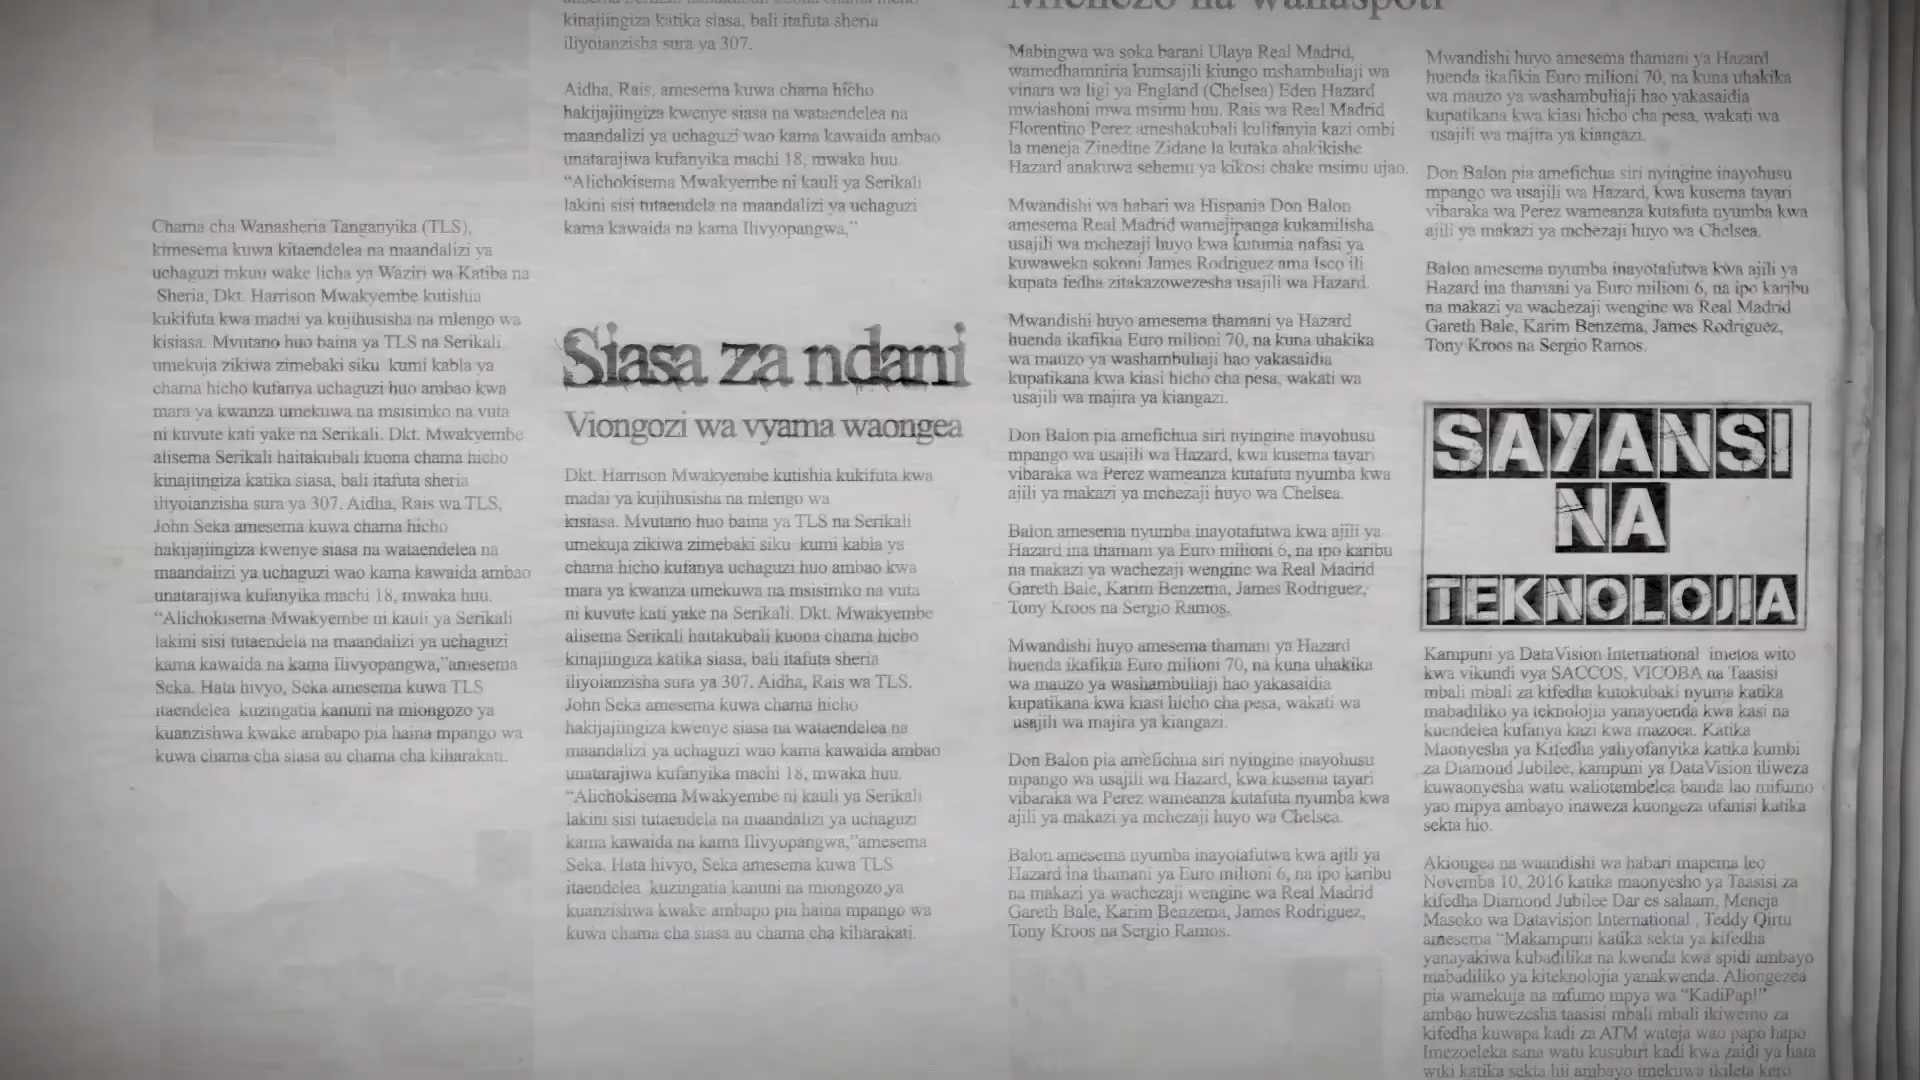 Chama cha Wanasheria Tanganyika (TLS),
kimesema kuwa kitaendelea na maandalizi ya
uchaguzi mkuu wake licha ya Waziri wa Katiba na
Sheria, Dkt. Harrison Mwakyembe kutishia
kukifuta kwa madai ya kujihusisha na mlengo wa
kisiasa. Mvutano huo baina ya TLS na Serikali
umekuja zikiwa zimebaki siku kumi kabla ya
chama hicho kufanya uchaguzi huo ambao kwa
mara ya kwanza umekuwa na msisimko na vuta
ni kuvute kati yake na Serikali. Dkt. Mwakyembe
alisema Serikali haitakubali kuona chama hicho
kinajiingiza katika siasa, bali itafuta sheria
iliyoianzisha sura ya 307. Aidha, Rais wa TLS,
John Seka amesema kuwa chama hicho
hakijajiingiza kwenye siasa na wataendelea na
maandalizi ya uchaguzi wao kama kawaida ambao
unatarajiwa kufanyika machi 18, mwaka huu.
“Alichokisema Mwakyembe ni kauli ya Serikali
lakini sisi tutaendela na maandalizi ya uchaguzi
kama kawaida na kama Ilivyopangwa,”amesema
Seka. Hata hivyo, Seka amesema kuwa TLS
itaendelea kuzingatia kanuni na miongozo ya
kuanzishwa kwake ambapo pia haina mpango wa
kuwa chama cha siasa au chama cha kiharakati.
kinajiingiza katika siasa, bali itafuta sheria
iliyoianzisha sura ya 307.
Aidha, Rais, amesema kuwa chama hicho
hakijajiingiza kwenye siasa na wataendelea na
maandalizi ya uchaguzi wao kama kawaida ambao
unatarajiwa kufanyika machi 18, mwaka huu.
“Alichokisema Mwakyembe ni kauli ya Serikali
lakini sisi tutaendela na maandalizi ya uchaguzi
kama kawaida na kama Ilivyopangwa,”
Siasa za ndani
Viongozi wa vyama waongea
Dkt. Harrison Mwakyembe kutishia kukifuta kwa
madai ya kujihusisha na mlengo wa
kisiasa. Mvutano huo baina ya TLS na Serikali
umekuja zikiwa zimebaki siku kumi kabla ya
chama hicho kufanya uchaguzi huo ambao kwa
mara ya kwanza umekuwa na msisimko na vuta
ni kuvute kati yake na Serikali. Dkt. Mwakyembe
alisema Serikali haitakubali kuona chama hicho
kinajiingiza katika siasa, bali itafuta sheria
iliyoianzisha sura ya 307. Aidha, Rais wa TLS,
John Seka amesema kuwa chama hicho
hakijajiingiza kwenye siasa na wataendelea na
maandalizi ya uchaguzi wao kama kawaida ambao
unatarajiwa kufanyika machi 18, mwaka huu.
“Alichokisema Mwakyembe ni kauli ya Serikali
lakini sisi tutaendela na maandalizi ya uchaguzi
kama kawaida na kama Ilivyopangwa,”amesema
Seka. Hata hivyo, Seka amesema kuwa TLS
itaendelea kuzingatia kanuni na miongozo ya
kuanzishwa kwake ambapo pia haina mpango wa
kuwa chama cha siasa au chama cha kiharakati.
Mabingwa wa soka barani Ulaya Real Madrid,
wamedhamniria kumsajili kiungo mshambuliaji wa
vinara wa ligi ya England (Chelsea) Eden Hazard
mwiashoni mwa msimu huu. Rais wa Real Madrid
Florentino Perez ameshakubali kulifanyia kazi ombi
la meneja Zinedine Zidane la kutaka ahakikishe
Hazard anakuwa sehemu ya kikosi chake msimu ujao.
Mwandishi wa habari wa Hispania Don Balon
amesema Real Madrid wamejipanga kukamilisha
usajili wa mchezaji huyo kwa kutumia nafasi ya
kuwaweka sokoni James Rodriguez ama Isco ili
kupata fedha zitakazowezesha usajili wa Hazard.
Mwandishi huyo amesema thamani ya Hazard
huenda ikafikia Euro milioni 70, na kuna uhakika
wa mauzo ya washambuliaji hao yakasaidia
kupatikana kwa kiasi hicho cha pesa, wakati wa
usajili wa majira ya kiangazi.
Don Balon pia amefichua siri nyingine inayohusu
mpango wa usajili wa Hazard, kwa kusema tayari
vibaraka wa Perez wameanza kutafuta nyumba kwa
ajili ya makazi ya mchezaji huyo wa Chelsea.
Balon amesema nyumba inayotafutwa kwa ajili ya
Hazard ina thamani ya Euro milioni 6, na ipo karibu
na makazi ya wachezaji wengine wa Real Madrid
Gareth Bale, Karim Benzema, James Rodriguez,
Tony Kroos na Sergio Ramos.
Mwandishi huyo amesema thamani ya Hazard
huenda ikafikia Euro milioni 70, na kuna uhakika
wa mauzo ya washambuliaji hao yakasaidia
kupatikana kwa kiasi hicho cha pesa, wakati wa
usajili wa majira ya kiangazi.
Don Balon pia amefichua siri nyingine inayohusu
mpango wa usajili wa Hazard, kwa kusema tayari
vibaraka wa Perez wameanza kutafuta nyumba kwa
ajili ya makazi ya mchezaji huyo wa Chelsea.
Balon amesema nyumba inayotafutwa kwa ajili ya
Hazard ina thamani ya Euro milioni 6, na ipo karibu
na makazi ya wachezaji wengine wa Real Madrid
Gareth Bale, Karim Benzema, James Rodriguez,
Tony Kroos na Sergio Ramos.
Mwandishi huyo amesema thamani ya Hazard
huenda ikafikia Euro milioni 70, na kuna uhakika
wa mauzo ya washambuliaji hao yakasaidia
kupatikana kwa kiasi hicho cha pesa, wakati wa
usajili wa majira ya kiangazi.
Don Balon pia amefichua siri nyingine inayohusu
mpango wa usajili wa Hazard, kwa kusema tayari
vibaraka wa Perez wameanza kutafuta nyumba kwa
ajili ya makazi ya mchezaji huyo wa Chelsea.
Balon amesema nyumba inayotafutwa kwa ajili ya
Hazard ina thamani ya Euro milioni 6, na ipo karibu
na makazi ya wachezaji wengine wa Real Madrid
Gareth Bale, Karim Benzema, James Rodriguez,
Tony Kroos na Sergio Ramos.
SAYANSI
NA
TEKNOLOJIA
Kampuni ya DataVision International imetoa wito
kwa vikundi vya SACCOS, VICOBA na Taasisi
mbali mbali za kifedha kutokubaki nyuma katika
mabadiliko ya teknolojia yanayoenda kwa kasi na
kuendelea kufanya kazi kwa mazoea. Katika
Maonyesha ya Kifedha yaliyofanyika katika kumbi
za Diamond Jubilee, kampuni ya DataVision iliweza
kuwaonyesha watu waliotembelea banda lao mifumo
yao mipya ambayo inaweza kuongeza ufanisi katika
sekta hio.
Akiongea na waandishi wa habari mapema leo
Novemba 10, 2016 katika maonyesho ya Taasisi za
kifedha Diamond Jubilee Dar es salaam, Meneja
Masoko wa Datavision International , Teddy Qirtu
amesema “Makampuni katika sekta ya kifedha
yanayakiwa kubadilika na kwenda kwa spidi ambayo
mabadiliko ya kiteknolojia yanakwenda. Aliongezea
pia wamekuja na mfumo mpya wa “KadiPap!”
ambao huwezesha taasisi mbali mbali ikiwemo za
kifedha kuwapa kadi za ATM wateja wao papo hapo.
Imezoeleka sana watu kusubiri kadi kwa zaidi ya hata
wiki katika sekta hii ambayo imekuwa ikileta kero